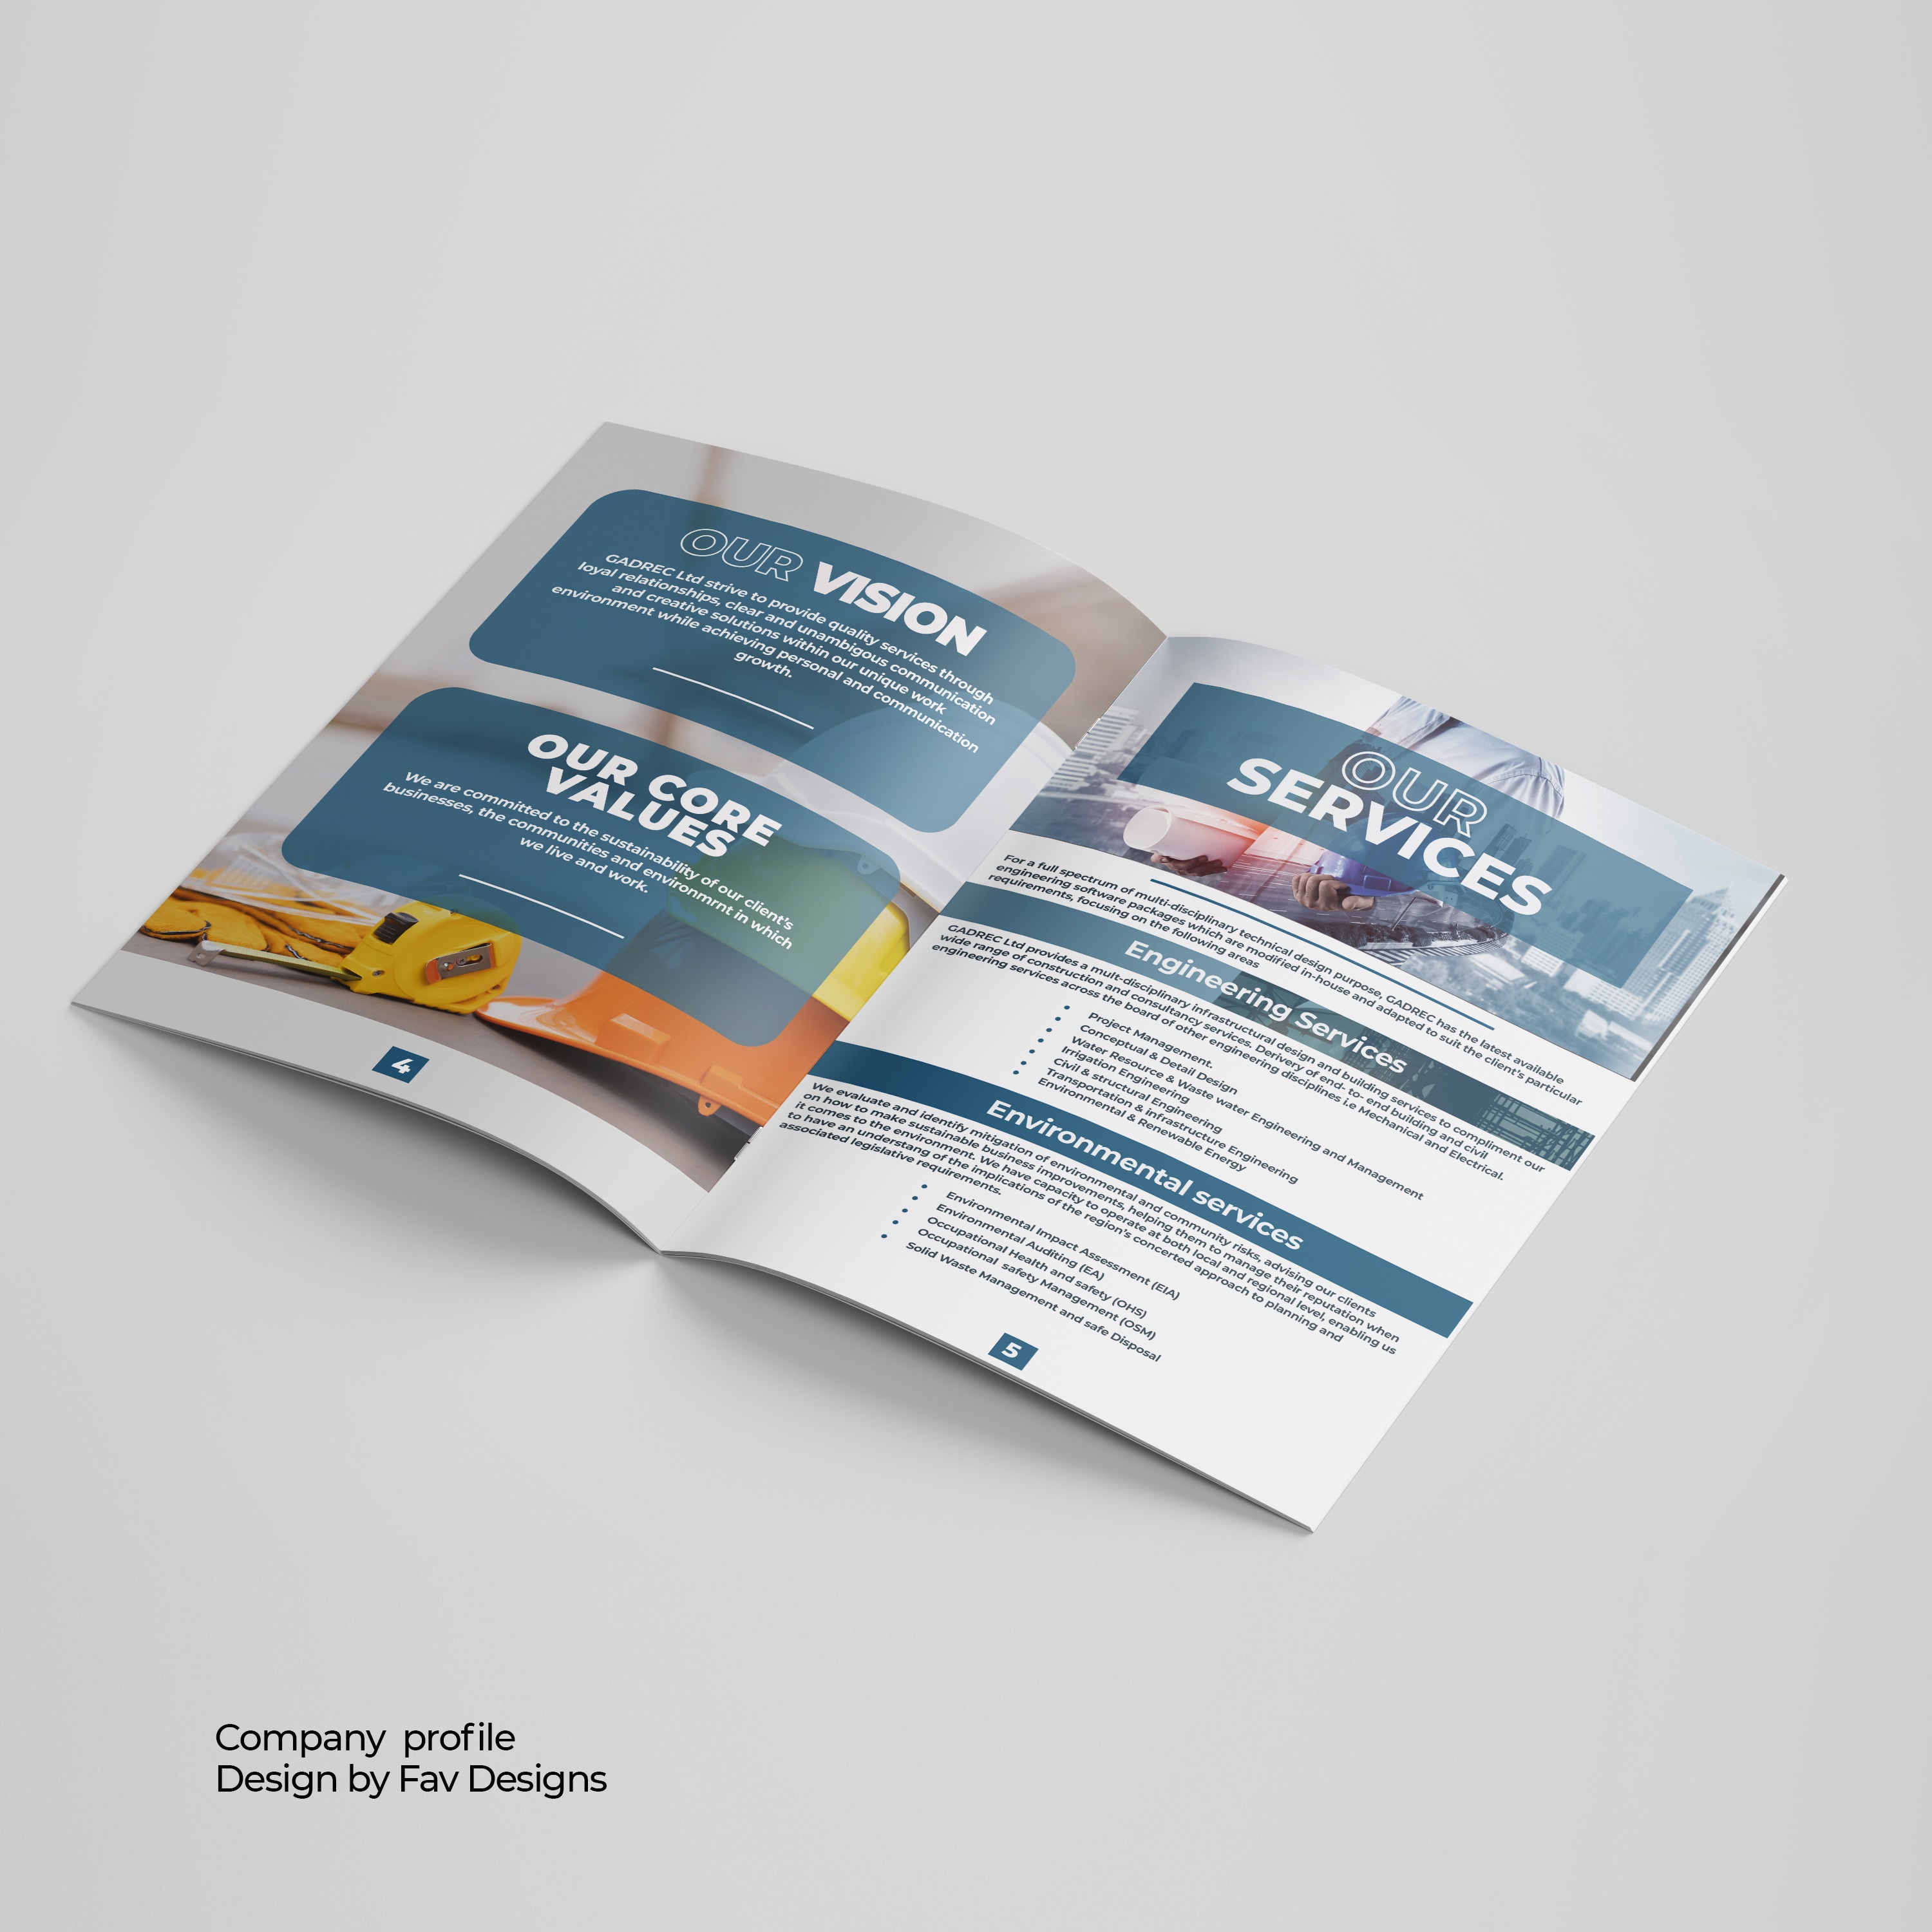 OUR VISION
GADREC Ltd strive to provide quality services through
loyal relationships, clear and unambigous communication
and creative solutions within our unique work
environment while achieving personal and communication
growth.
OUR CORE
VALUES
We are committed to the sustainability of our client's
businesses, the communities and environmrnt in which
we live and work.
4
OUR
SERVICES
For a full spectrum of multi-disciplinary technical design purpose, GADREC has the latest available
engineering software packages which are modified in-house and adapted to suit the client's particular
requirements, focusing on the following areas
Engineering Services
GADREC Ltd provides a mult-disciplinary infrastructural design and building services to compliment our
wide range of construction and consultancy services. Derivery of end- to- end building and civil
engineering services across the board of other engineering disciplines i.e Mechanical and Electrical.
Project Management.
Conceptual & Detail Design
Water Resource & Waste water Engineering and Management
Irrigation Engineering
Civil & structural Engineering
Transportation & infrastructure Engineering
Environmental & Renewable Energy
Environmental services
We evaluate and identify mitigation of environmental and community risks, advising our clients
on how to make sustainable business improvements, helping them to manage their reputation when
it comes to the environment. We have capacity to operate at both local and regional level, enabling us
to have an understang of the implications of the region's concerted approach to planning and
associated legislative requirements.
Environmental Impact Assessment (EIA)
Environmental Auditing (EA)
Occupational Health and safety (OHS)
Occupational safety Management (OSM)
Solid Waste Management and safe Disposal
5
Company profile
Design by Fav Designs